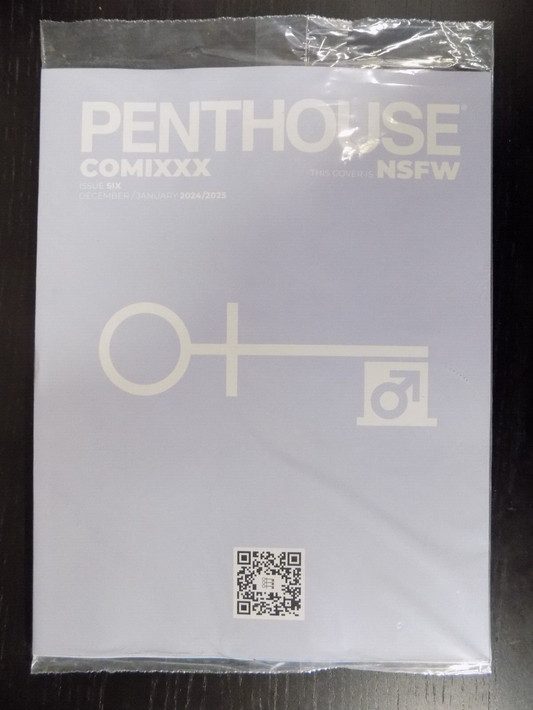 PENTHOUSE®
COMIXXX
THIS COVER IS NSFW
ISSUE SIX
DECEMBER / JANUARY 2024/2025